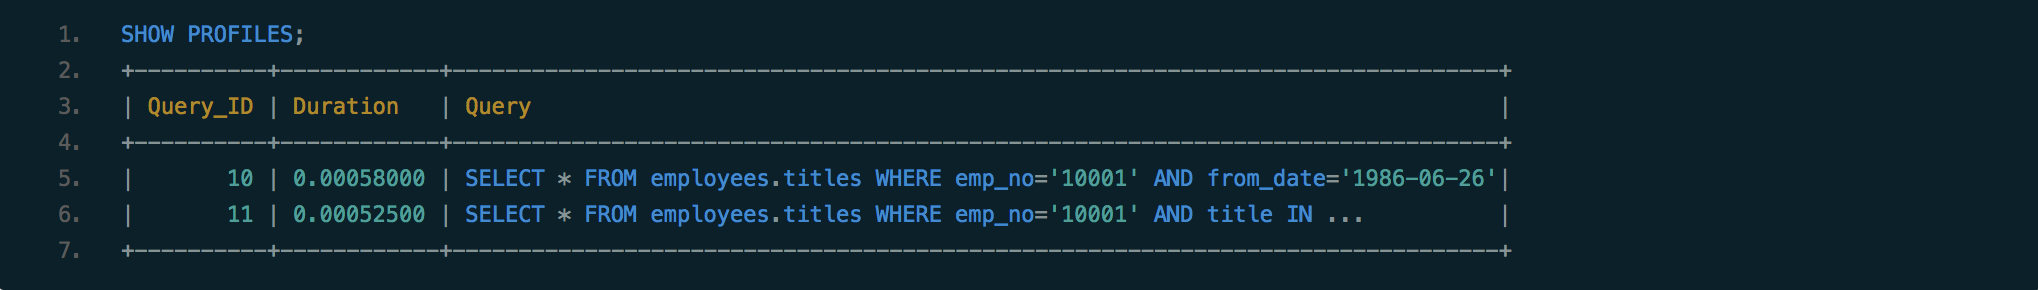 1. SHOW PROFILES;
2. +----------+------------+-------------------------------------------------------------------------------+
3. | Query_ID | Duration   | Query                                                                         |
4. +----------+------------+-------------------------------------------------------------------------------+
5. |       10 | 0.00058000 | SELECT * FROM employees.titles WHERE emp_no='10001' AND from_date='1986-06-26'|
6. |       11 | 0.00052500 | SELECT * FROM employees.titles WHERE emp_no='10001' AND title IN ...          |
7. +----------+------------+-------------------------------------------------------------------------------+